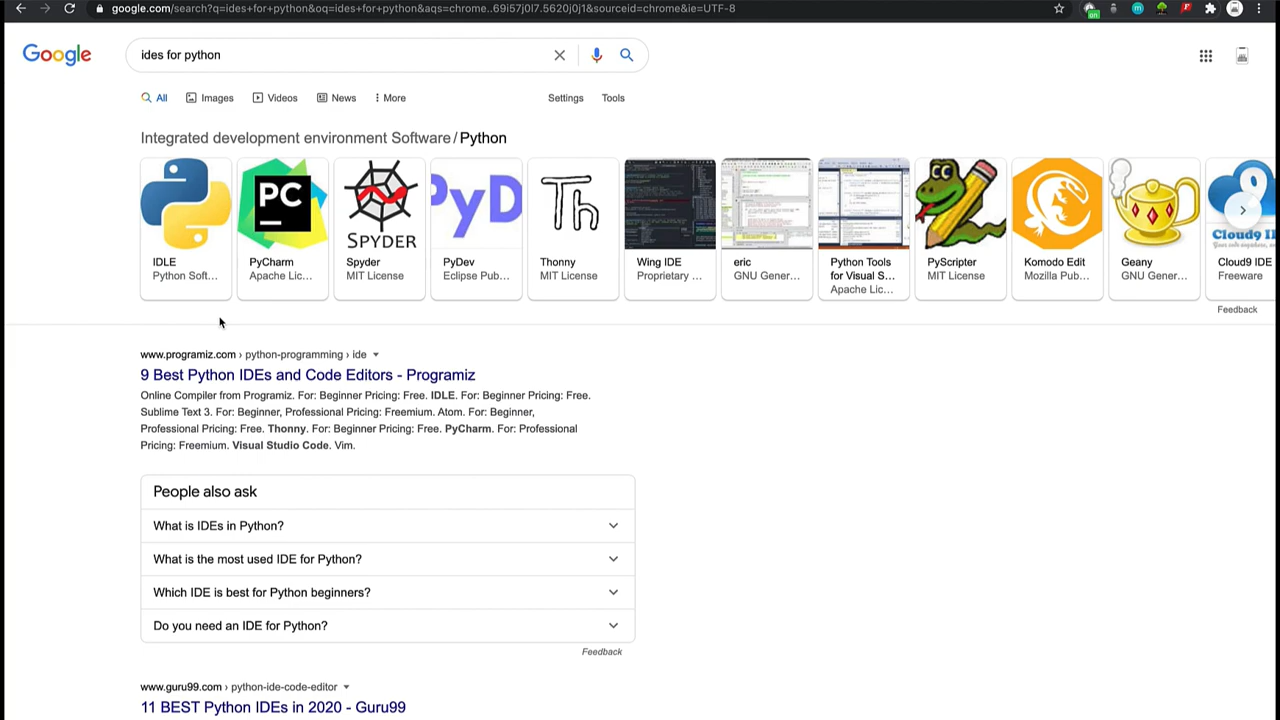 google.com/search?q=ides+for+python&oq=ides+for+python&aqs=chrome..69i57j0l7.5620j0j1&sourceid=chrome&ie=UTF-8
on
Google
ides for python
All Images Videos News More Settings Tools
Integrated development environment Software / Python
PC
SPYDER
PyD
Th
9
Cloud9 I
IDLE PyCharm Spyder PyDev Thonny Wing IDE eric Python Tools PyScripter Komodo Edit Geany Cloud9 IDE
Python Soft... Apache Lic... MIT License Eclipse Pub... MIT License Proprietary ... GNU Gener... for Visual S... MIT License Mozilla Pub... GNU Gener... Freeware
Apache Lic...
Feedback
www.programiz.com › python-programming › ide
9 Best Python IDEs and Code Editors - Programiz
Online Compiler from Programiz. For: Beginner Pricing: Free. IDLE. For: Beginner Pricing: Free.
Sublime Text 3. For: Beginner, Professional Pricing: Freemium. Atom. For: Beginner,
Professional Pricing: Free. Thonny. For: Beginner Pricing: Free. PyCharm. For: Professional
Pricing: Freemium. Visual Studio Code. Vim.
People also ask
What is IDEs in Python?
What is the most used IDE for Python?
Which IDE is best for Python beginners?
Do you need an IDE for Python?
Feedback
www.guru99.com › python-ide-code-editor
11 BEST Python IDEs in 2020 - Guru99